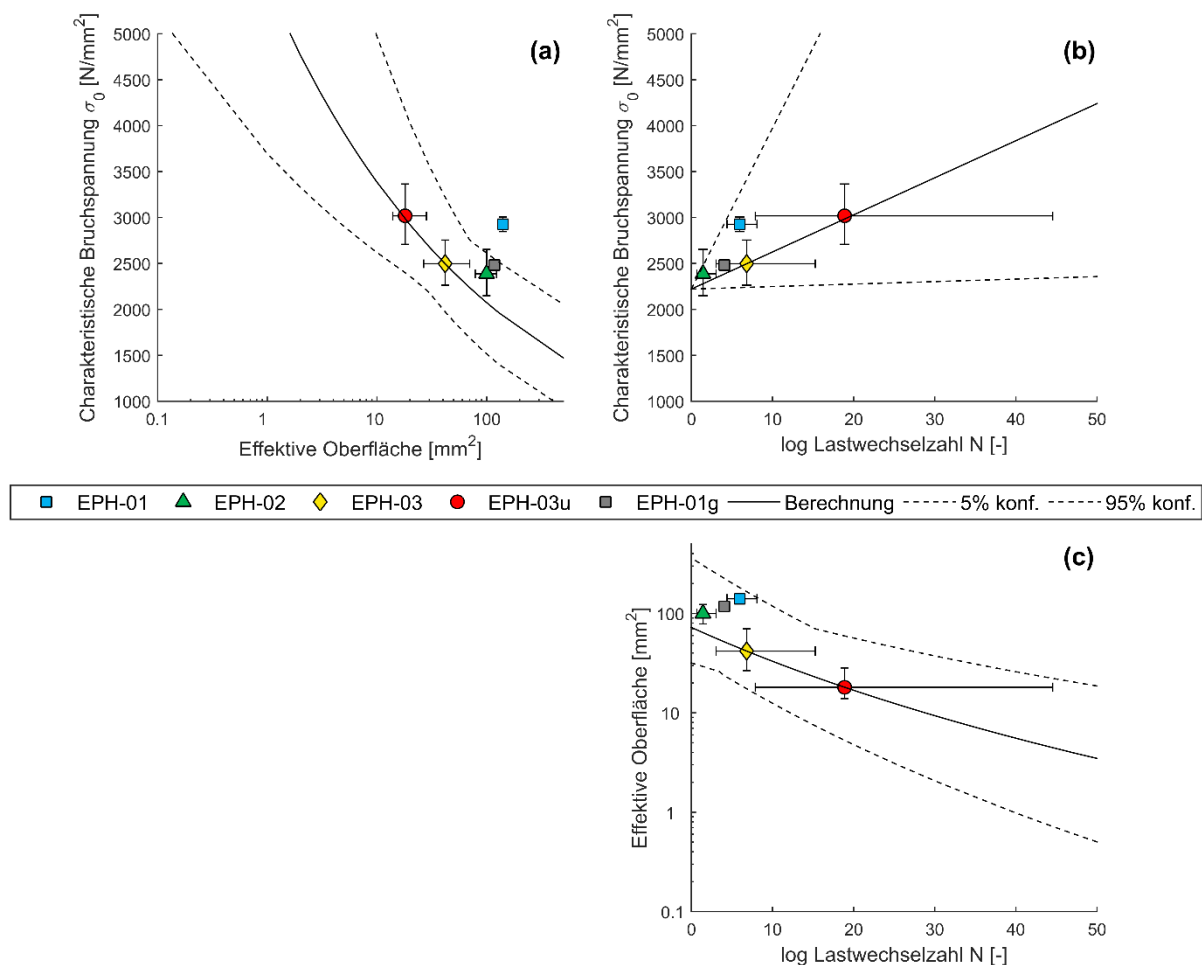 (a)
Charakteristische Bruchspannung σ0 [N/mm2]
5000
4500
4000
3500
3000
2500
2000
1500
1000
0.1 1 10 100
Effektive Oberfläche [mm2]
(b)
Charakteristische Bruchspannung σ0 [N/mm2]
5000
4500
4000
3500
3000
2500
2000
1500
1000
0 10 20 30 40 50
log Lastwechselzahl N [-]
EPH-01 EPH-02 EPH-03 EPH-03u EPH-01g Berechnung 5% konf. 95% konf.
(c)
Effektive Oberfläche [mm2]
100
10
1
0.1
0 10 20 30 40 50
log Lastwechselzahl N [-]